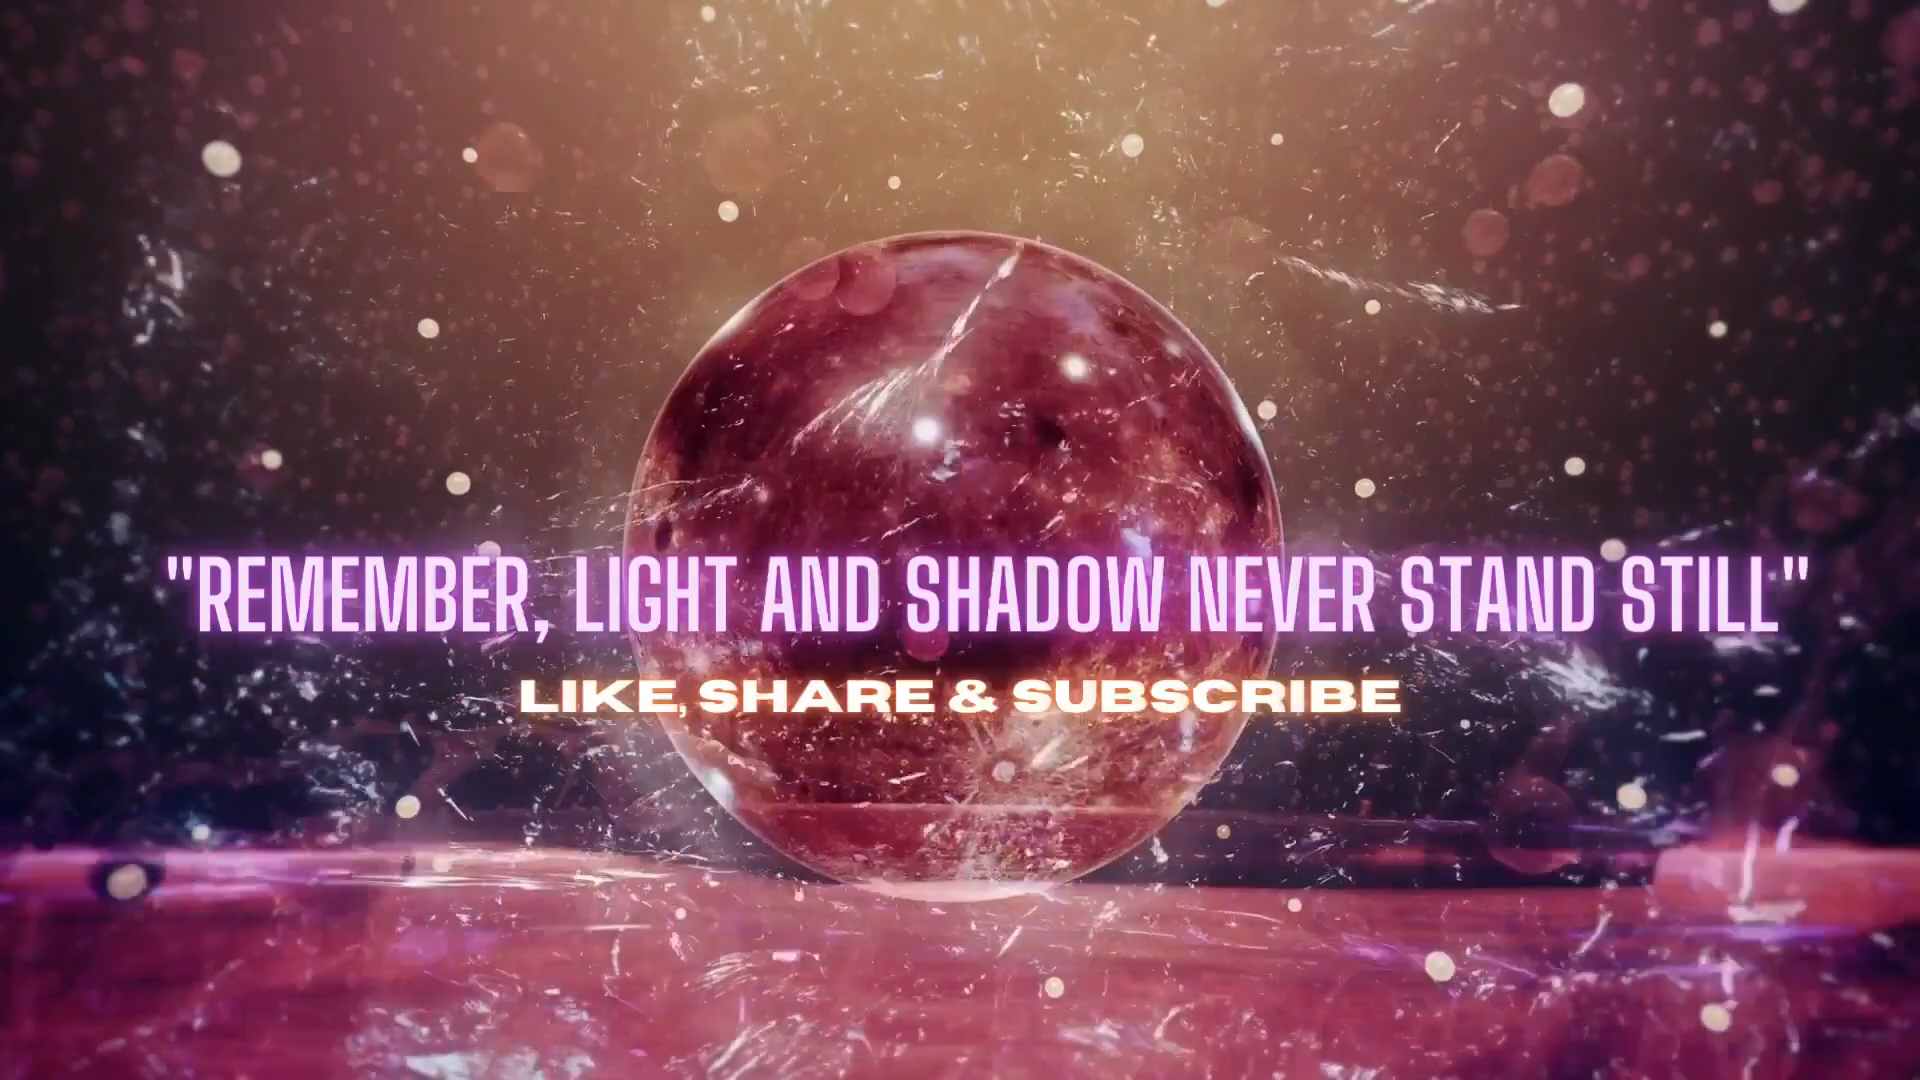 "REMEMBER, LIGHT AND SHADOW NEVER STAND STILL"
LIKE, SHARE & SUBSCRIBE